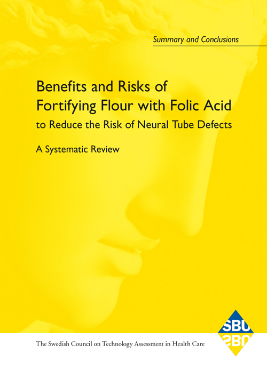 Summary and Conclusions
Benefits and Risks of
Fortifying Flour with Folic Acid
to Reduce the Risk of Neural Tube Defects
A Systematic Review
SBU
The Swedish Council on Technology Assessment in Health Care